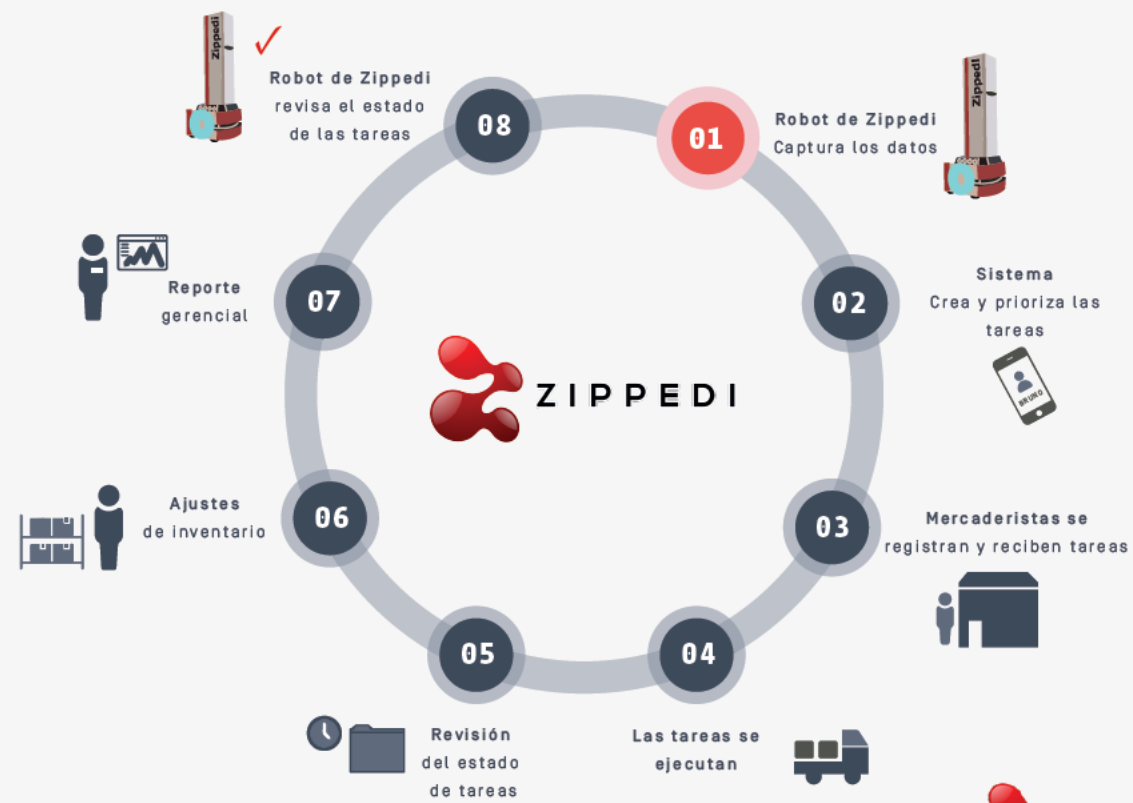 Zippedi
Robot de Zippedi
revisa el estado
de las tareas
08
01
Robot de Zippedi
Captura los datos
Zippedi
07
Reporte
gerencial
02
Sistema
Crea y prioriza las
tareas
BRUNO
ZIPPEDI
06
Ajustes
de inventario
03
Mercaderistas se
registran y reciben tareas
05
Revisión
del estado
de tareas
04
Las tareas se
ejecutan